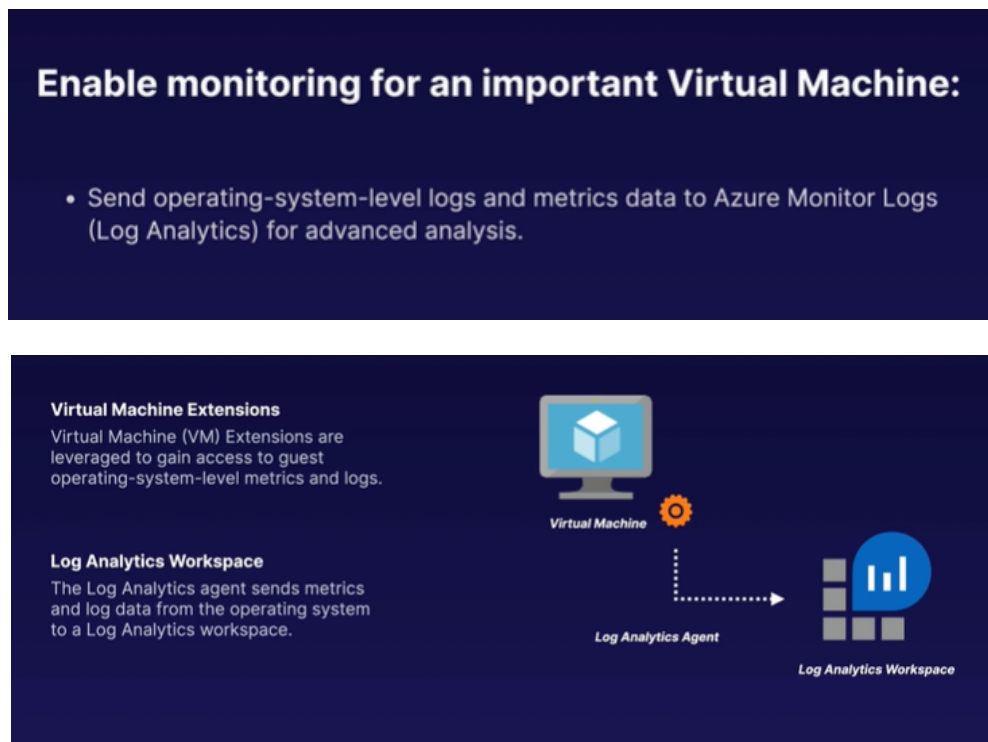 Enable monitoring for an important Virtual Machine:
• Send operating-system-level logs and metrics data to Azure Monitor Logs
(Log Analytics) for advanced analysis.
Virtual Machine Extensions
Virtual Machine (VM) Extensions are
leveraged to gain access to guest
operating-system-level metrics and logs.
Log Analytics Workspace
The Log Analytics agent sends metrics
and log data from the operating system
to a Log Analytics workspace.
Virtual Machine
Log Analytics Agent
Log Analytics Workspace